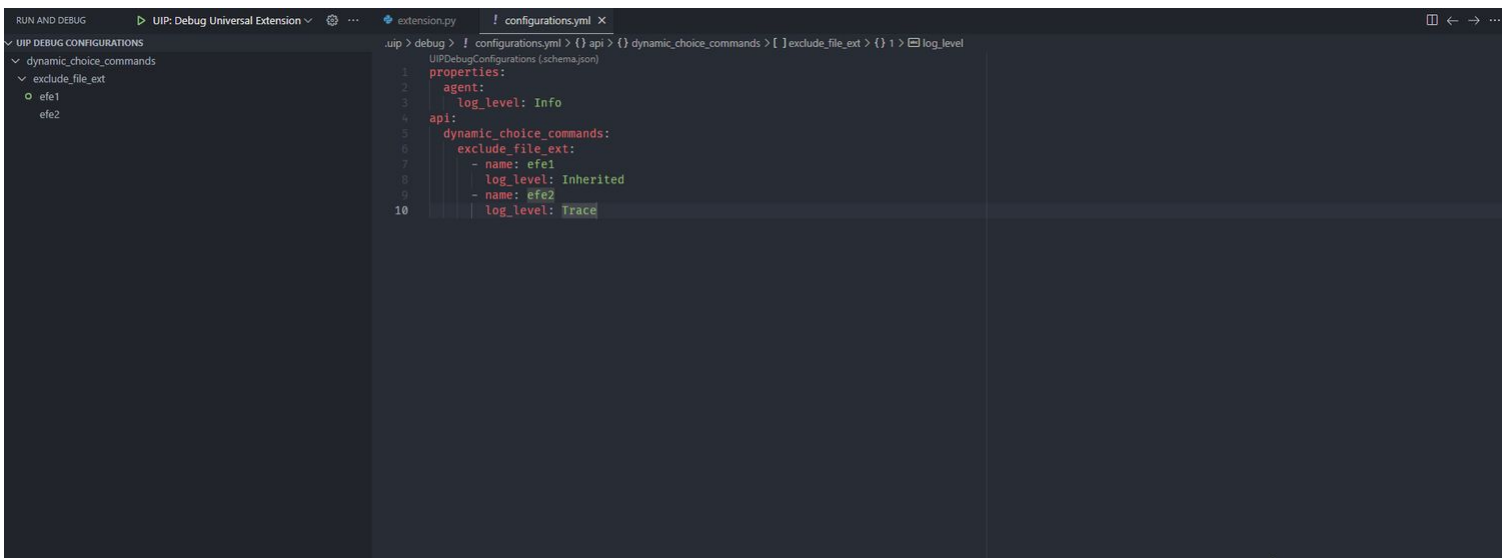 RUN AND DEBUG
UIP: Debug Universal Extension
extension.py
! configurations.yml
UIP DEBUG CONFIGURATIONS
dynamic_choice_commands
exclude_file_ext
efe1
efe2
.uip > debug > ! configurations.yml > {} api > {} dynamic_choice_commands > [ ] exclude_file_ext > {} 1 > log_level
UIPDebugConfigurations (.schema.json)
1 properties:
2 agent:
3 log_level: Info
4 api:
5 dynamic_choice_commands:
6 exclude_file_ext:
7 - name: efe1
8 log_level: Inherited
9 - name: efe2
10 log_level: Trace